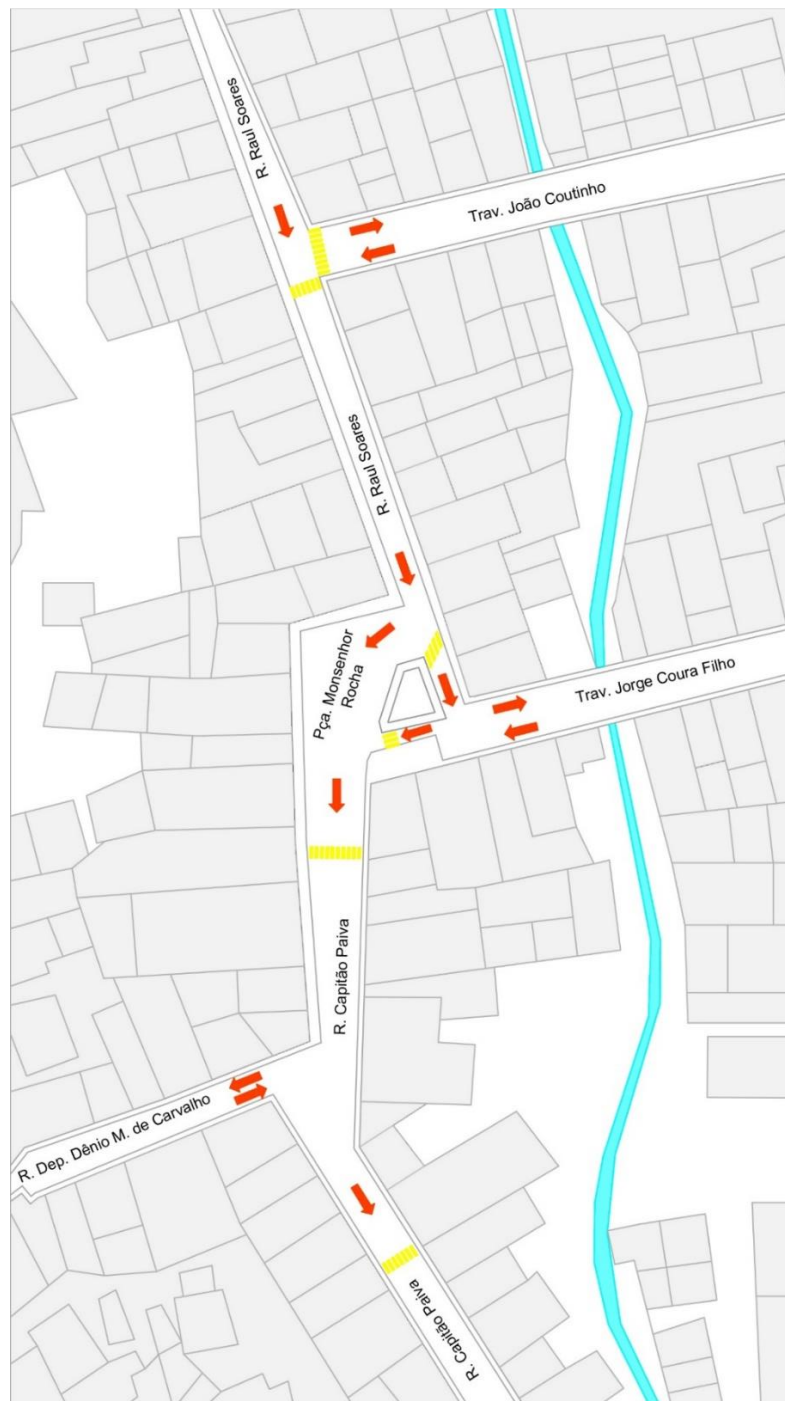 R. Raul Soares
Trav. João Coutinho
R. Raul Soares
Pça. Monsenhor
Rocha
Trav. Jorge Coura Filho
R. Capitão Paiva
R. Dep. Dênio M. de Carvalho
R. Capitão Paiva